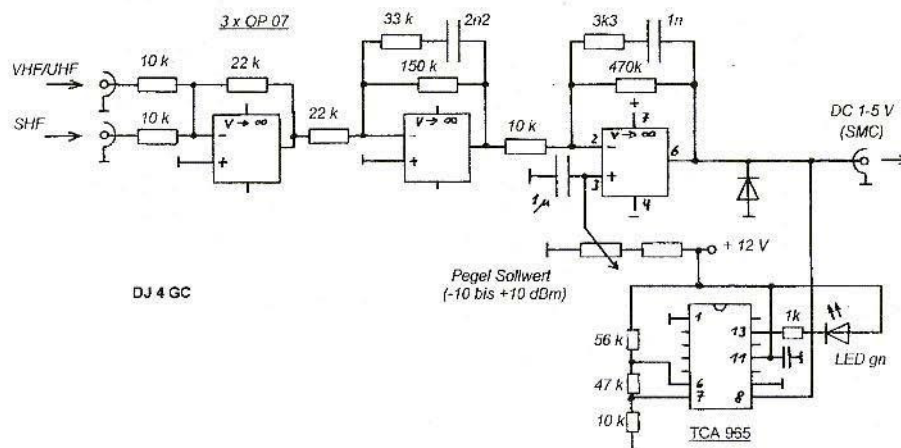 3 x OP 07
33 k
2n2
3k3
1n
VHF/UHF
10 k
22 k
150 k
470k
SHF
10 k
V → ∞
-
+
22 k
V → ∞
-
+
10 k
+
7
V → ∞
2
-
6
3
+
4
-
1µ
DC 1-5 V
(SMC)
+ 12 V
Pegel Sollwert
(-10 bis +10 dBm)
DJ 4 GC
56 k
47 k
10 k
1
13
11
6
7
8
1k
LED gn
TCA 965